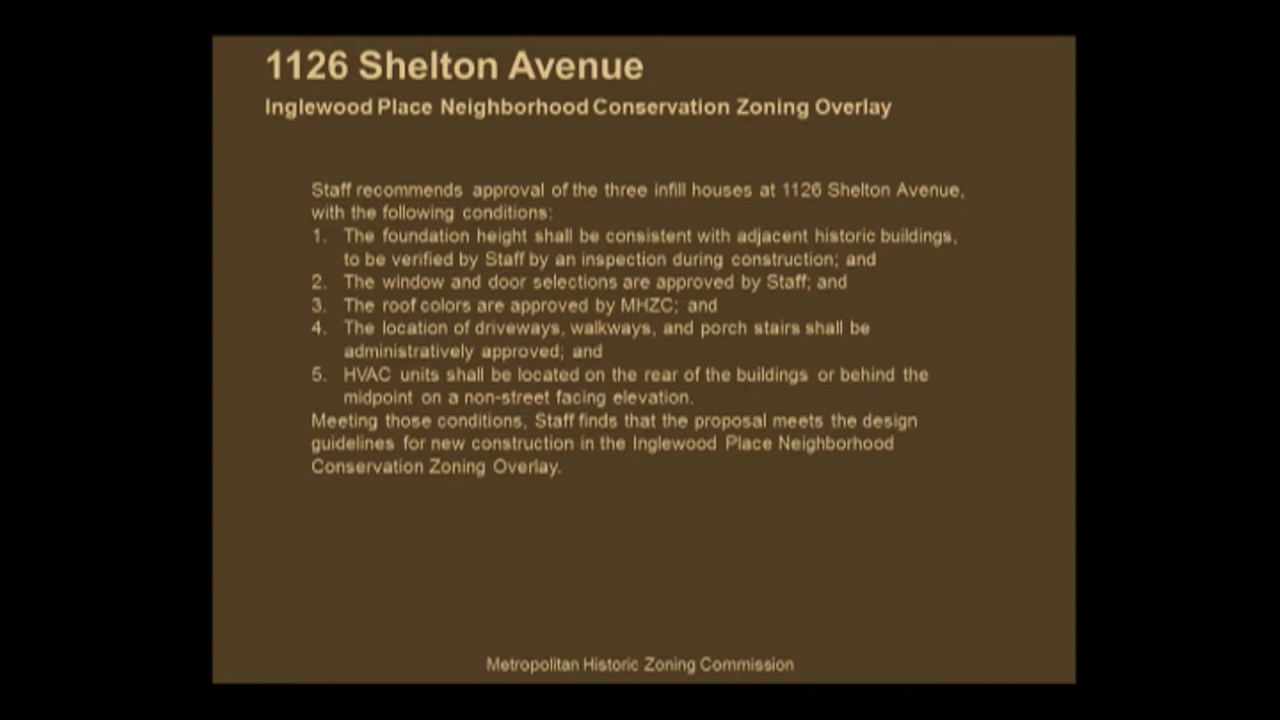 1126 Shelton Avenue
Inglewood Place Neighborhood Conservation Zoning Overlay
Staff recommends approval of the three infill houses at 1126 Shelton Avenue,
with the following conditions:
1. The foundation height shall be consistent with adjacent historic buildings,
to be verified by Staff by an inspection during construction; and
2. The window and door selections are approved by Staff; and
3. The roof colors are approved by MHZC; and
4. The location of driveways, walkways, and porch stairs shall be
administratively approved; and
5. HVAC units shall be located on the rear of the buildings or behind the
midpoint on a non-street facing elevation.
Meeting those conditions, Staff finds that the proposal meets the design
guidelines for new construction in the Inglewood Place Neighborhood
Conservation Zoning Overlay.
Metropolitan Historic Zoning Commission